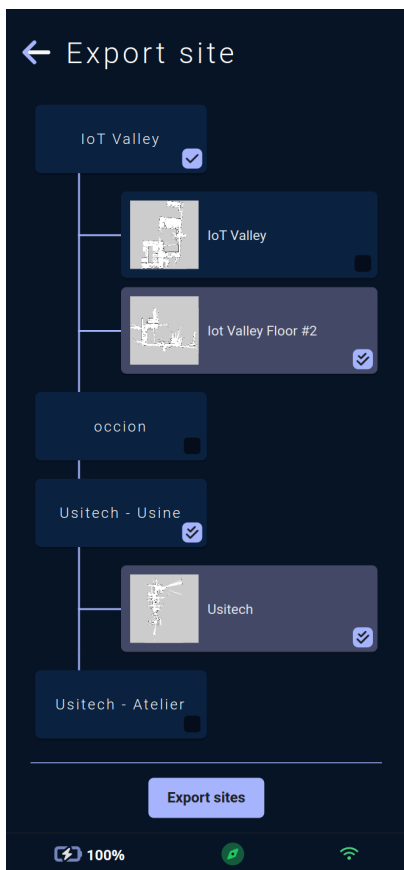 Export site
IoT Valley
IoT Valley
Iot Valley Floor #2
occion
Usitech - Usine
Usitech
Usitech - Atelier
Export sites
100%